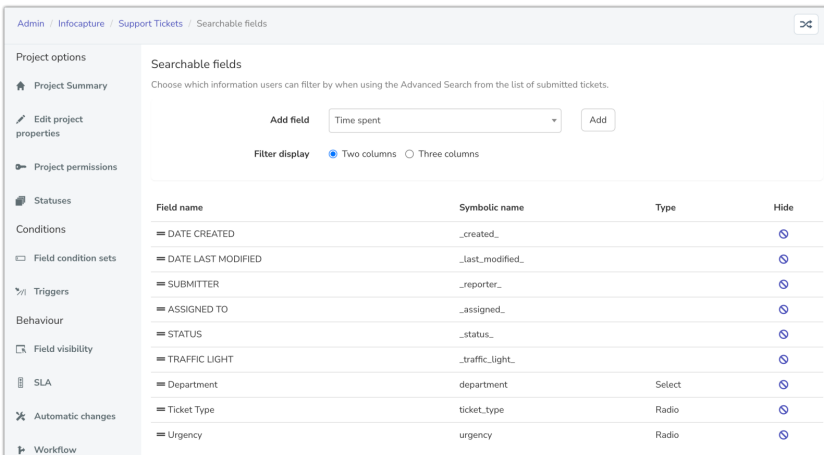 Admin / Infocapture / Support Tickets / Searchable fields
Project options
Project Summary
Edit project
properties
Project permissions
Statuses
Conditions
Field condition sets
Triggers
Behaviour
Field visibility
SLA
Automatic changes
Workflow
Searchable fields
Choose which information users can filter by when using the Advanced Search from the list of submitted tickets.
Add field Time spent Add
Filter display Two columns Three columns
Field name Symbolic name Type Hide
DATE CREATED _created_
DATE LAST MODIFIED _last_modified_
SUBMITTER _reporter_
ASSIGNED TO _assigned_
STATUS _status_
TRAFFIC LIGHT _traffic_light_
Department department Select
Ticket Type ticket_type Radio
Urgency urgency Radio